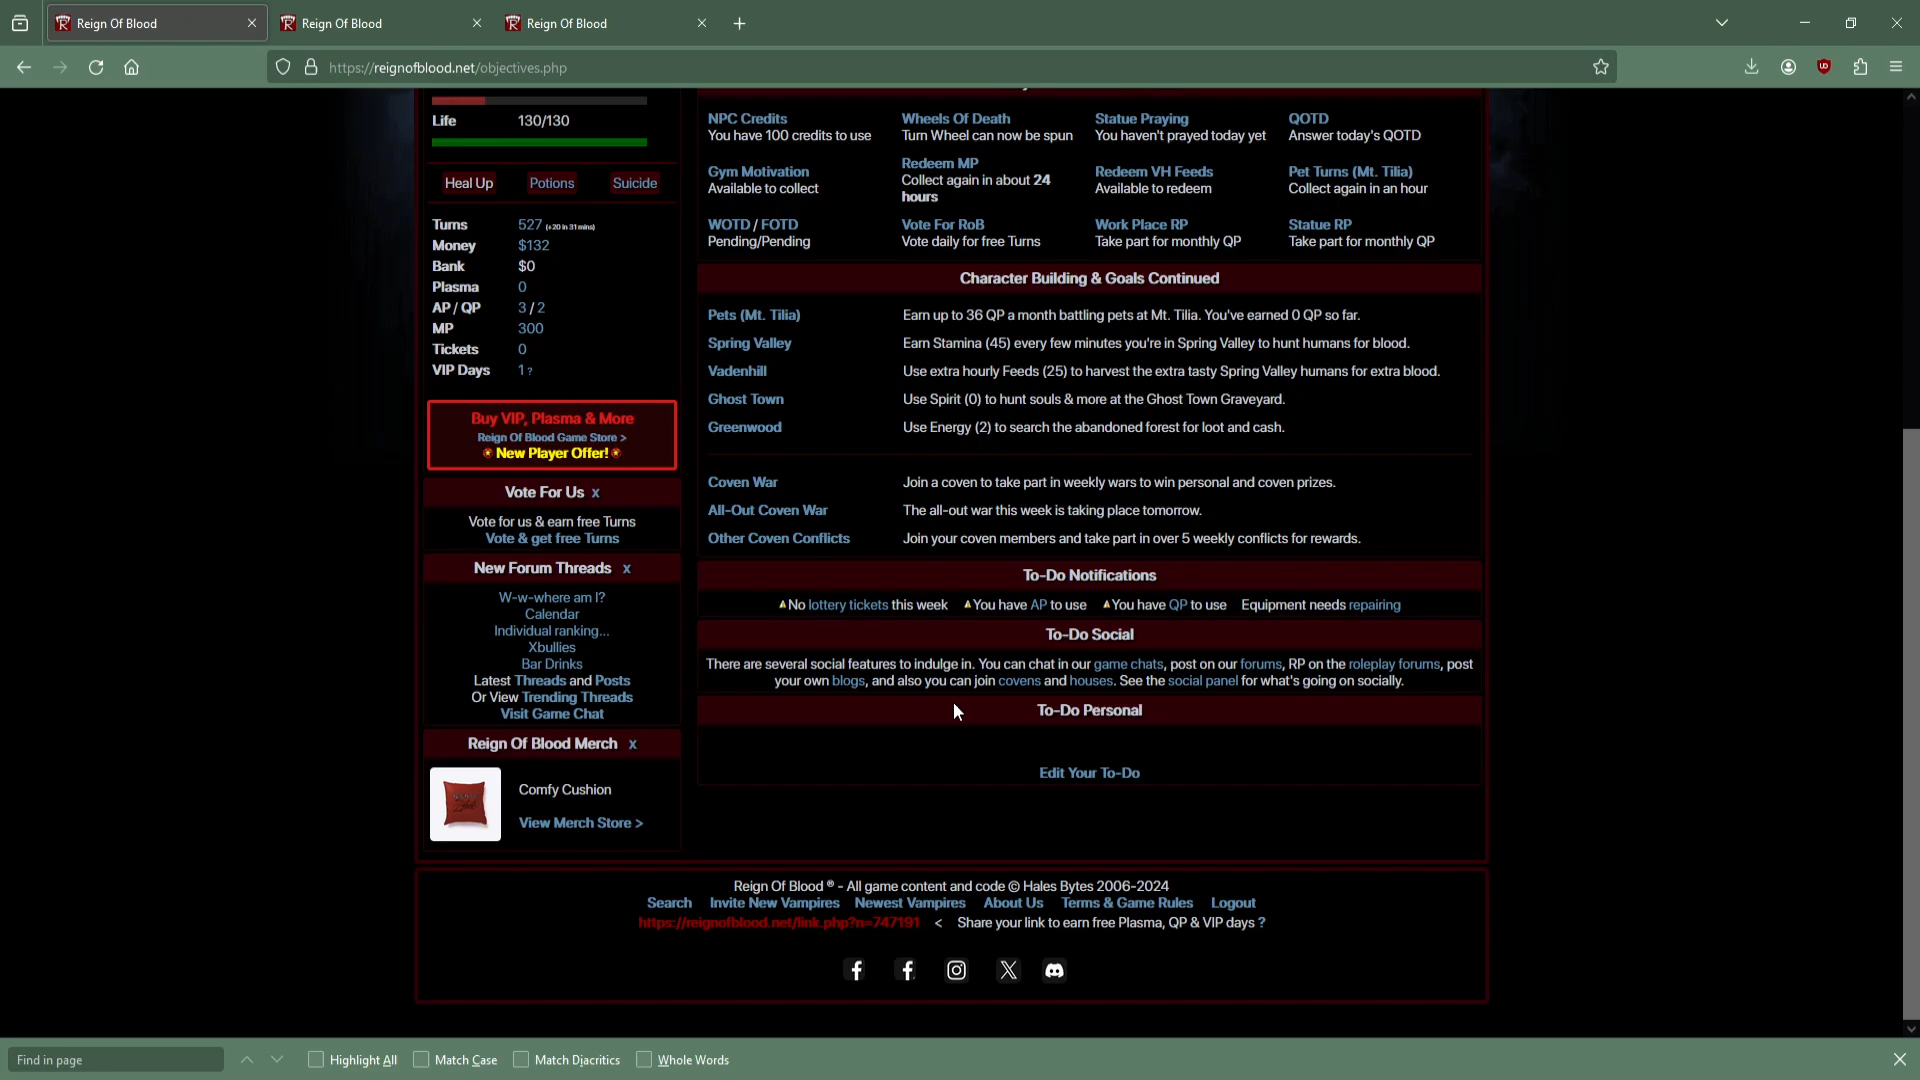 Reign Of Blood
Reign Of Blood
Reign Of Blood
https://reignofblood.net/objectives.php
Life 130/130
Heal Up Potions Suicide
Turns 527 (+20 in 31 mins)
Money $132
Bank $0
Plasma 0
AP / QP 3 / 2
MP 300
Tickets 0
VIP Days 1 ?
Buy VIP, Plasma & More
Reign Of Blood Game Store >
New Player Offer!
Vote For Us x
Vote for us & earn free Turns
Vote & get free Turns
New Forum Threads x
W-w-where am I?
Calendar
Individual ranking...
Xbullies
Bar Drinks
Latest Threads and Posts
Or View Trending Threads
Visit Game Chat
Reign Of Blood Merch x
Comfy Cushion
View Merch Store >
NPC Credits
You have 100 credits to use
Wheels Of Death
Turn Wheel can now be spun
Statue Praying
You haven't prayed today yet
QOTD
Answer today's QOTD
Gym Motivation
Available to collect
Redeem MP
Collect again in about 24
hours
Redeem VH Feeds
Available to redeem
Pet Turns (Mt. Tilia)
Collect again in an hour
WOTD / FOTD
Pending/Pending
Vote For RoB
Vote daily for free Turns
Work Place RP
Take part for monthly QP
Statue RP
Take part for monthly QP
Character Building & Goals Continued
Pets (Mt. Tilia) Earn up to 36 QP a month battling pets at Mt. Tilia. You've earned 0 QP so far.
Spring Valley Earn Stamina (45) every few minutes you're in Spring Valley to hunt humans for blood.
Vadenhill Use extra hourly Feeds (25) to harvest the extra tasty Spring Valley humans for extra blood.
Ghost Town Use Spirit (0) to hunt souls & more at the Ghost Town Graveyard.
Greenwood Use Energy (2) to search the abandoned forest for loot and cash.
Coven War Join a coven to take part in weekly wars to win personal and coven prizes.
All-Out Coven War The all-out war this week is taking place tomorrow.
Other Coven Conflicts Join your coven members and take part in over 5 weekly conflicts for rewards.
To-Do Notifications
No lottery tickets this week You have AP to use You have QP to use Equipment needs repairing
To-Do Social
There are several social features to indulge in. You can chat in our game chats, post on our forums, RP on the roleplay forums, post
your own blogs, and also you can join covens and houses. See the social panel for what's going on socially.
To-Do Personal
Edit Your To-Do
Reign Of Blood ® - All game content and code © Hales Bytes 2006-2024
Search Invite New Vampires Newest Vampires About Us Terms & Game Rules Logout
https://reignofblood.net/link.php?n=747191 < Share your link to earn free Plasma, QP & VIP days ?
Find in page Highlight All Match Case Match Diacritics Whole Words